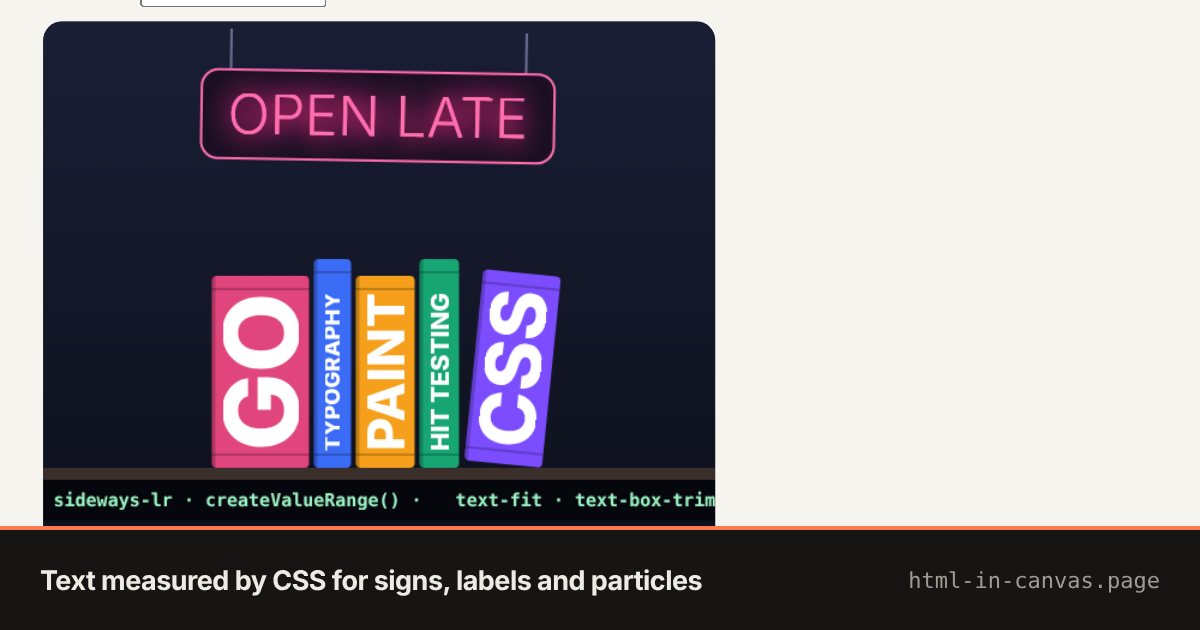 OPEN LATE
GO
TYPOGRAPHY
PAINT
HIT TESTING
CSS
sideways-lr · createValueRange() · text-fit · text-box-trim
Text measured by CSS for signs, labels and particles
html-in-canvas.page